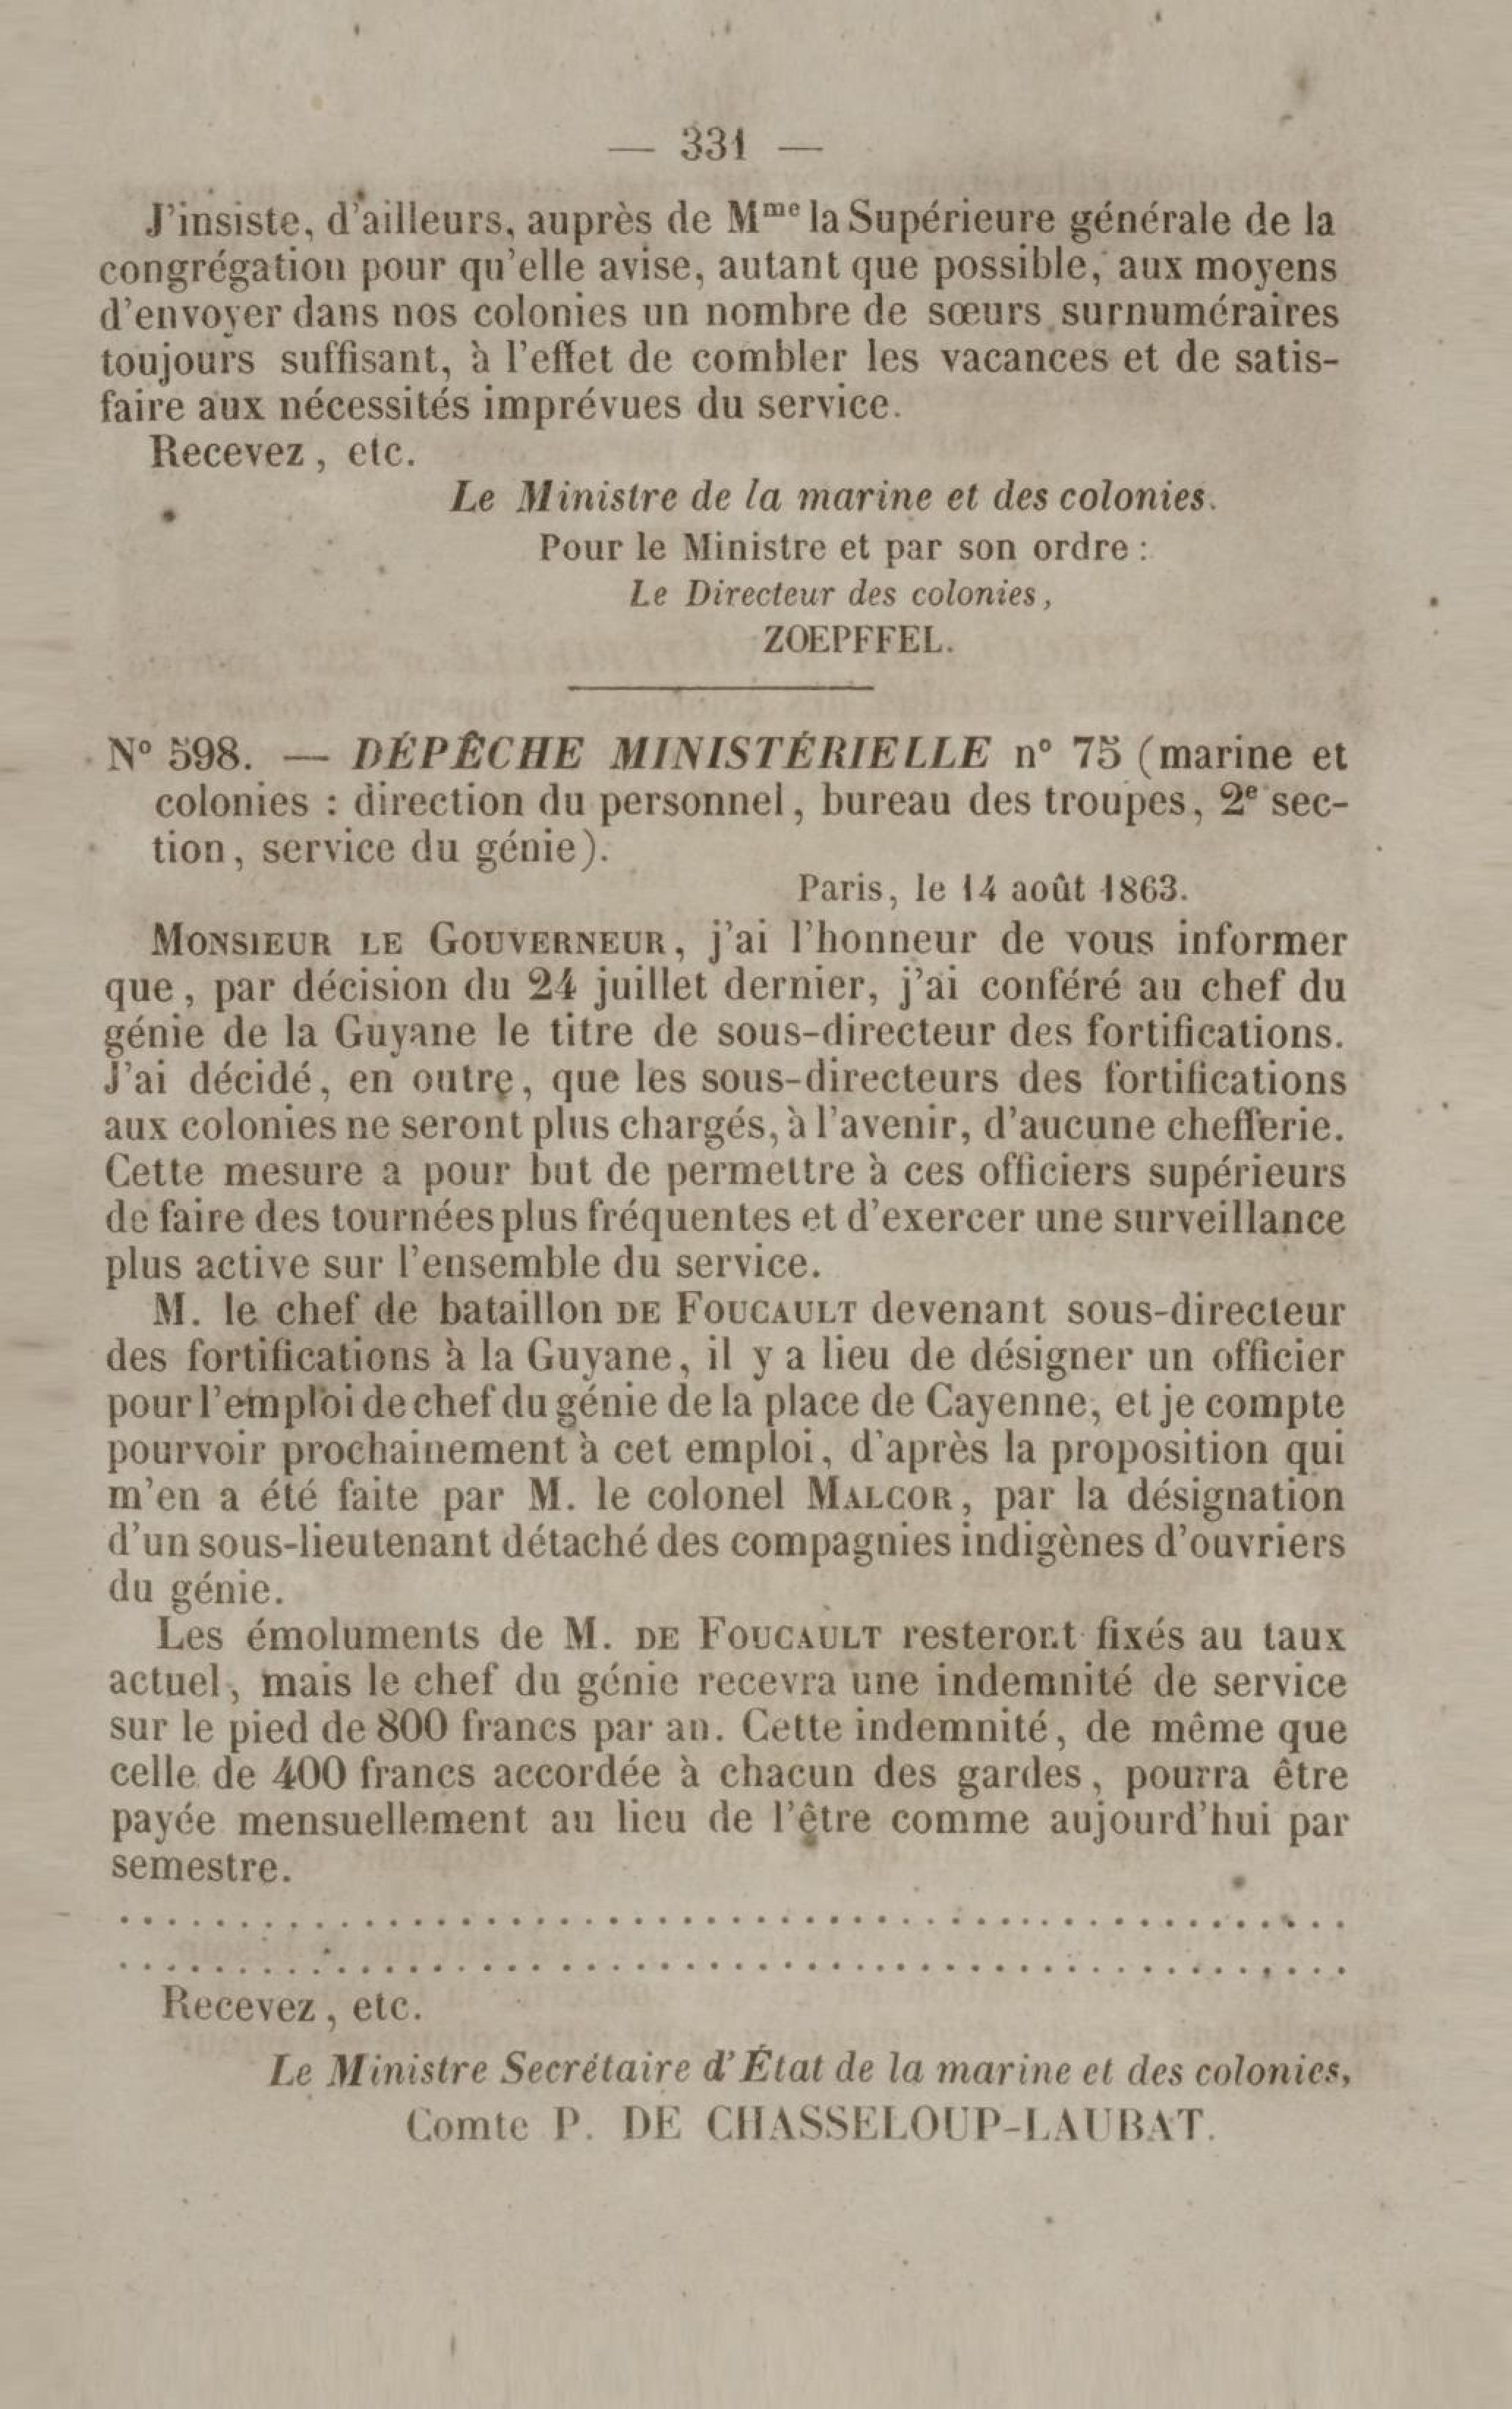 — 331 —
J'insiste, d'ailleurs, auprès de Mme la Supérieure générale de la
congrégation pour qu'elle avise, autant que possible, aux moyens
d'envoyer dans nos colonies un nombre de sœurs surnuméraires
toujours suffisant, à l'effet de combler les vacances et de satis-
faire aux nécessités imprévues du service.
Recevez, etc.
Le Ministre de la marine et des colonies.
Pour le Ministre et par son ordre :
Le Directeur des colonies,
ZOEPFFEL.
N° 598. — DÉPÊCHE MINISTÉRIELLE n° 75 (marine et
colonies : direction du personnel, bureau des troupes, 2e sec-
tion, service du génie).
Paris, le 14 août 1863.
MONSIEUR LE GOUVERNEUR, j'ai l'honneur de vous informer
que, par décision du 24 juillet dernier, j'ai conféré au chef du
génie de la Guyane le titre de sous-directeur des fortifications.
J'ai décidé, en outre, que les sous-directeurs des fortifications
aux colonies ne seront plus chargés, à l'avenir, d'aucune chefferie.
Cette mesure a pour but de permettre à ces officiers supérieurs
de faire des tournées plus fréquentes et d'exercer une surveillance
plus active sur l'ensemble du service.
M. le chef de bataillon DE FOUCAULT devenant sous-directeur
des fortifications à la Guyane, il y a lieu de désigner un officier
pour l'emploi de chef du génie de la place de Cayenne, et je compte
pourvoir prochainement à cet emploi, d'après la proposition qui
m'en a été faite par M. le colonel MALCOR, par la désignation
d'un sous-lieutenant détaché des compagnies indigènes d'ouvriers
du génie.
Les émoluments de M. DE FOUCAULT resteront fixés au taux
actuel, mais le chef du génie recevra une indemnité de service
sur le pied de 800 francs par an. Cette indemnité, de même que
celle de 400 francs accordée à chacun des gardes, pourra être
payée mensuellement au lieu de l'être comme aujourd'hui par
semestre.
. . . . . . . . . . . . . . . . . . . . . . . . . . . . . . . . . . . . . . . . . . . . . . . . . .
. . . . . . . . . . . . . . . . . . . . . . . . . . . . . . . . . . . . . . . . . . . . . . . . . .
Recevez, etc.
Le Ministre Secrétaire d'État de la marine et des colonies,
Comte P. DE CHASSELOUP-LAUBAT.